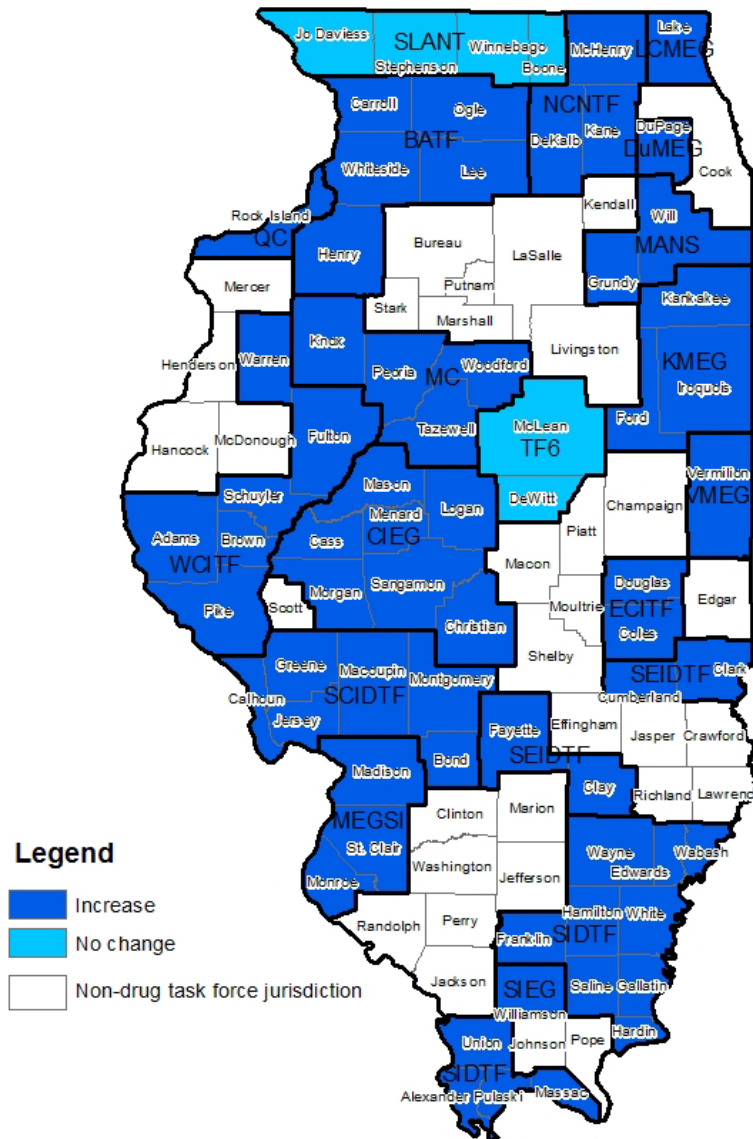 Jo Daviess
SLANT
Stephenson
Winnebago
Boone
McHenry
Lake
LCMEG
Carroll
Ogle
BATF
Whiteside
Lee
NCNTF
DeKalb
Kane
DuPage
DuMEG
Cook
Rock Island
QC
Henry
Bureau
Putnam
LaSalle
Kendall
Will
MANS
Grundy
Mercer
Stark
Marshall
Kankakee
Henderson
Warren
Knox
Peoria
MC
Woodford
Livingston
KMEG
Iroquois
Hancock
McDonough
Fulton
Tazewell
McLean
TF6
Ford
DeWitt
Vermilion
VMEG
Champaign
Mason
Logan
Menard
Schuyler
Adams
Brown
WCITF
Cass
CIEG
Piatt
Macon
Pike
Scott
Morgan
Sangamon
Christian
Moultrie
Douglas
ECITF
Coles
Edgar
Shelby
Greene
Macoupin
Montgomery
SCIDTF
Calhoun
Jersey
SEIDTF
Clark
Cumberland
Fayette
Effingham
SEIDTF
Jasper
Crawford
Bond
Madison
Clay
Richland
Lawrenc
Clinton
Marion
MEGSI
St. Clair
Monroe
Washington
Jefferson
Wayne
Edwards
Wabash
Randolph
Perry
Hamilton
White
Franklin
SIDTF
Jackson
SIEG
Williamson
Saline
Gallatin
Union
Johnson
Pope
Hardin
SIDTF
Alexander
Pulaski
Massac
Legend
Increase
No change
Non-drug task force jurisdiction